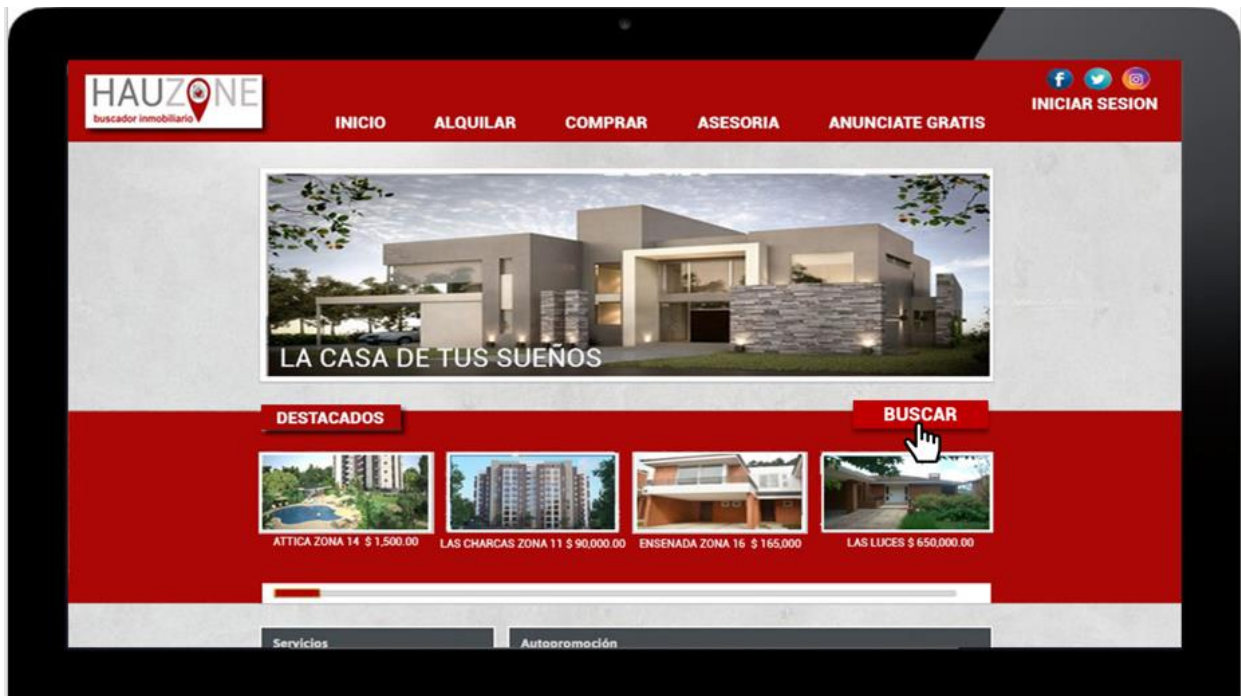 HAUZONE
buscador inmobiliario
INICIAR SESION
INICIO ALQUILAR COMPRAR ASESORIA ANUNCIATE GRATIS
LA CASA DE TUS SUEÑOS
DESTACADOS
BUSCAR
ATTICA ZONA 14 $ 1,500.00
LAS CHARCAS ZONA 11 $ 90,000.00
ENSENADA ZONA 16 $ 165,000
LAS LUCES $ 650,000.00
Servicios
Autopromoción